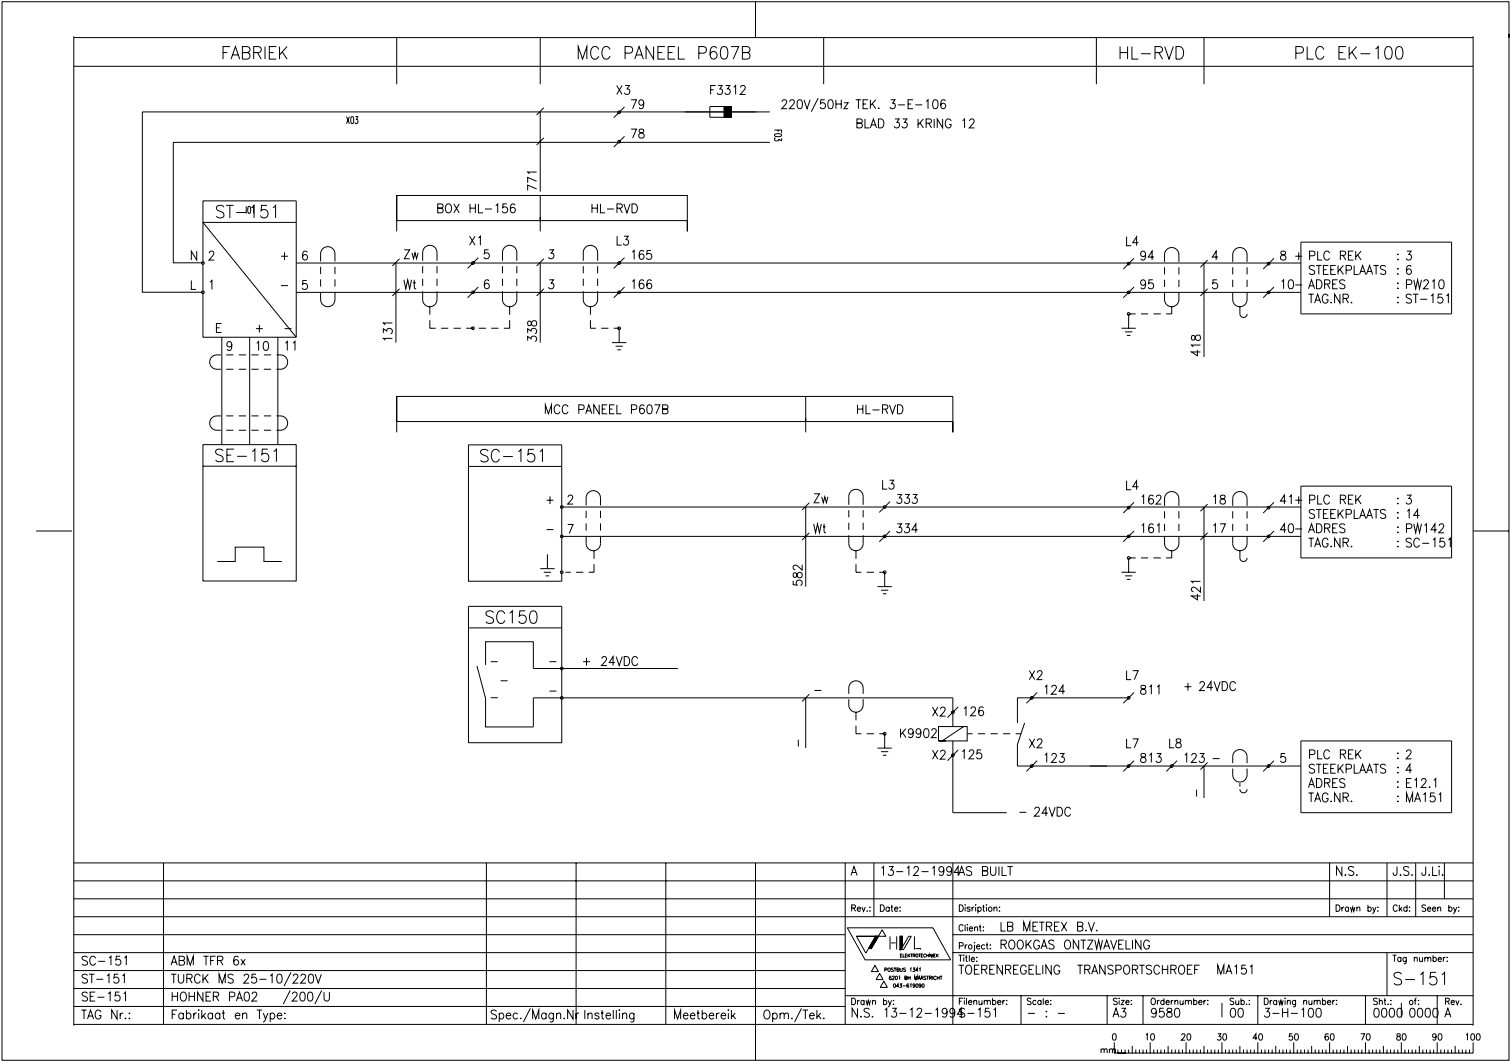 FABRIEK MCC PANEEL P607B HL-RVD PLC EK-100
X3 F3312
79 220V/50Hz TEK. 3-E-106
X03 BLAD 33 KRING 12
78 F03
771
ST-151
BOX HL-156 HL-RVD
X1 L3 L4
N 2 + 6 Zw 5 3 165 94 4 8 + PLC REK : 3
STEEKPLAATS : 6
L 1 - 5 Wt 6 3 166 95 5 10- ADRES : PW210
TAG.NR. : ST-151
E + -
131 338 418
9 10 11
MCC PANEEL P607B HL-RVD
SE-151 SC-151
L3 L4
+ 2 Zw 333 162 18 41+ PLC REK : 3
STEEKPLAATS : 14
- 7 Wt 334 161 17 40- ADRES : PW142
TAG.NR. : SC-151
582 421
SC150
+ 24VDC
X2 L7
124 811 + 24VDC
X2 126
K9902
X2 125
X2 L7 L8
123 813 123 - 5 PLC REK : 2
STEEKPLAATS : 4
ADRES : E12.1
TAG.NR. : MA151
- 24VDC
A 13-12-1994 AS BUILT N.S. J.S. J.Li.
Rev.: Date: Disription: Drawn by: Ckd: Seen by:
HVL
ELEKTROTECHNIEK
POSTBUS 1341
6201 BH MAASTRICHT
043-619090
Client: LB METREX B.V.
Project: ROOKGAS ONTZWAVELING
Title: TOERENREGELING TRANSPORTSCHROEF MA151
Tag number: S-151
SC-151 ABM TFR 6x
ST-151 TURCK MS 25-10/220V
SE-151 HOHNER PA02 /200/U
TAG Nr.: Fabrikaat en Type: Spec./Magn.Nr Instelling Meetbereik Opm./Tek.
Drawn by: Filenumber: Scale: Size: Ordernumber: Sub.: Drawing number: Sht.: of: Rev.
N.S. 13-12-1994 S-151 - : - A3 9580 00 3-H-100 0000 0000 A
0 10 20 30 40 50 60 70 80 90 100
mm